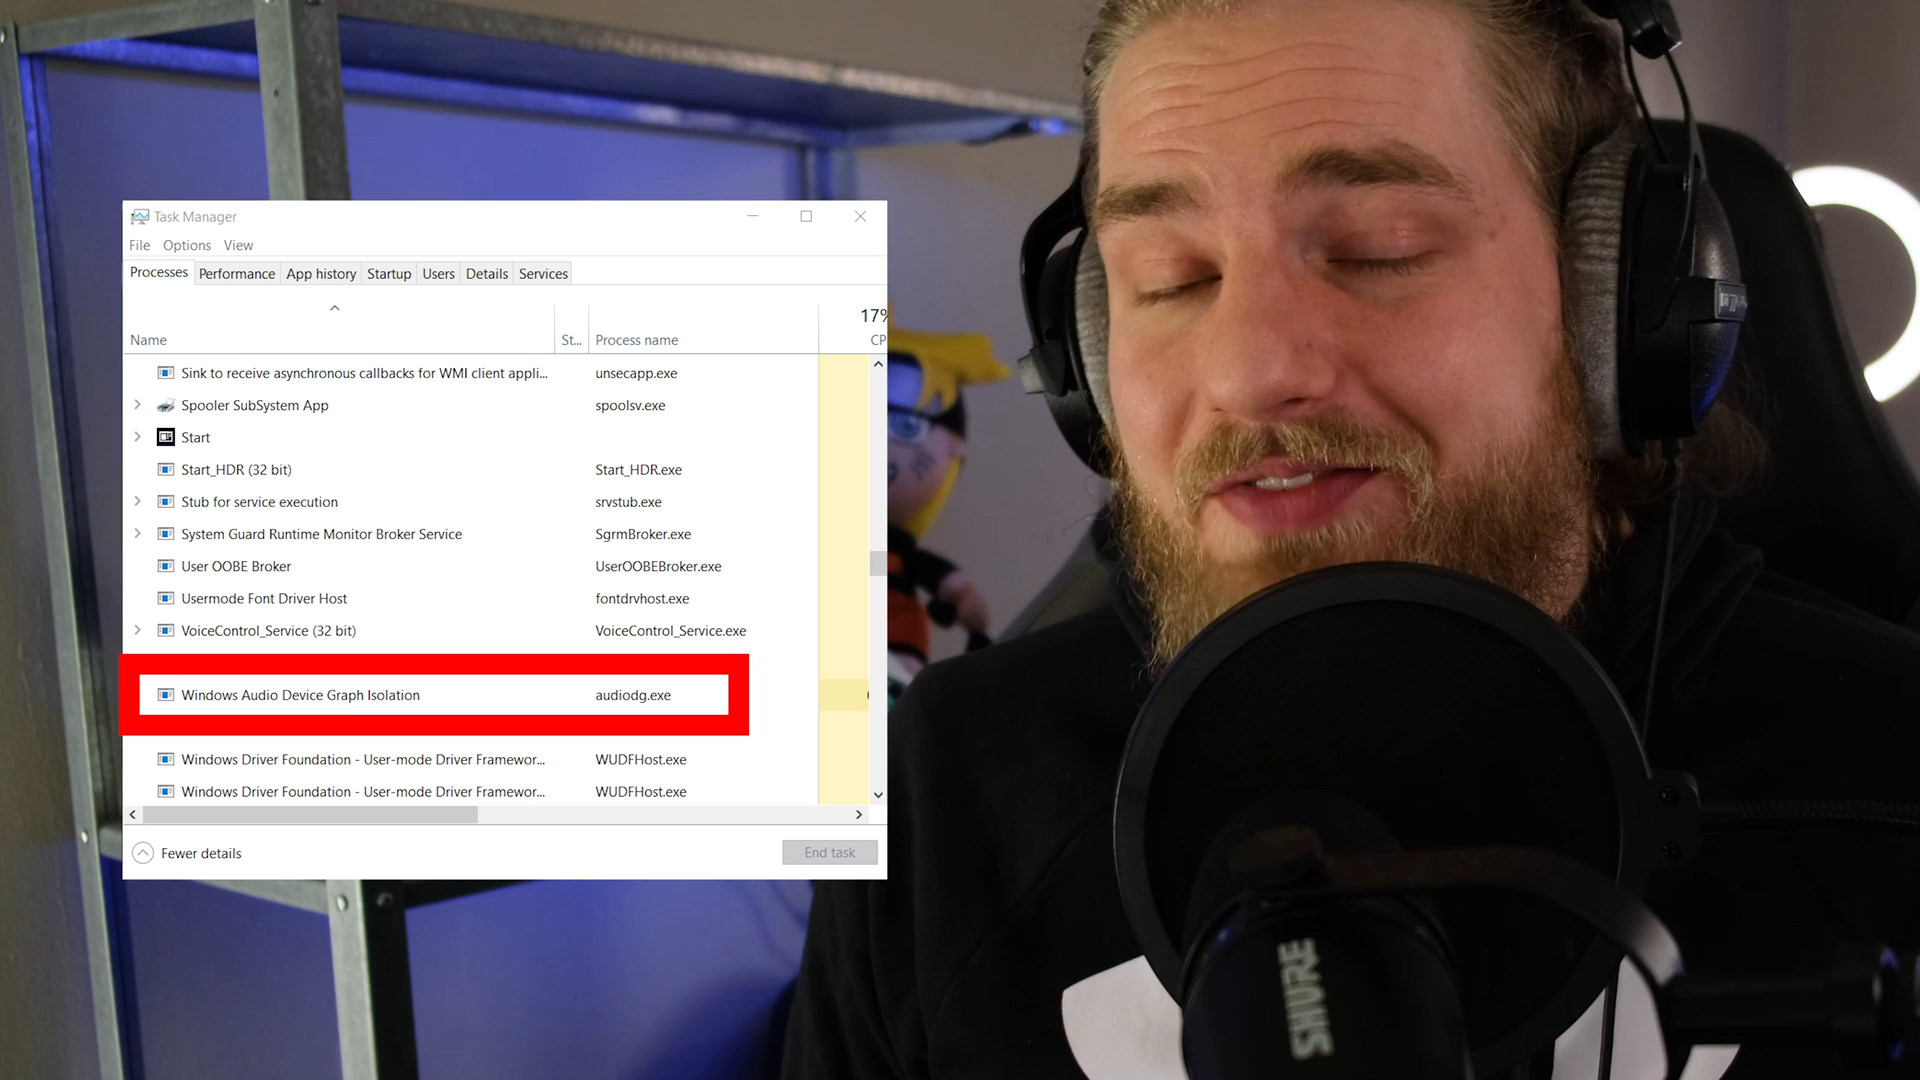 Task Manager
File Options View
Processes Performance App history Startup Users Details Services
17%
Name St... Process name CP
Sink to receive asynchronous callbacks for WMI client appli... unsecapp.exe
Spooler SubSystem App spoolsv.exe
Start
Start_HDR (32 bit) Start_HDR.exe
Stub for service execution srvstub.exe
System Guard Runtime Monitor Broker Service SgrmBroker.exe
User OOBE Broker UserOOBEBroker.exe
Usermode Font Driver Host fontdrvhost.exe
VoiceControl_Service (32 bit) VoiceControl_Service.exe
Windows Audio Device Graph Isolation audiodg.exe
Windows Driver Foundation - User-mode Driver Framewor... WUDFHost.exe
Windows Driver Foundation - User-mode Driver Framewor... WUDFHost.exe
Fewer details End task
SHURE